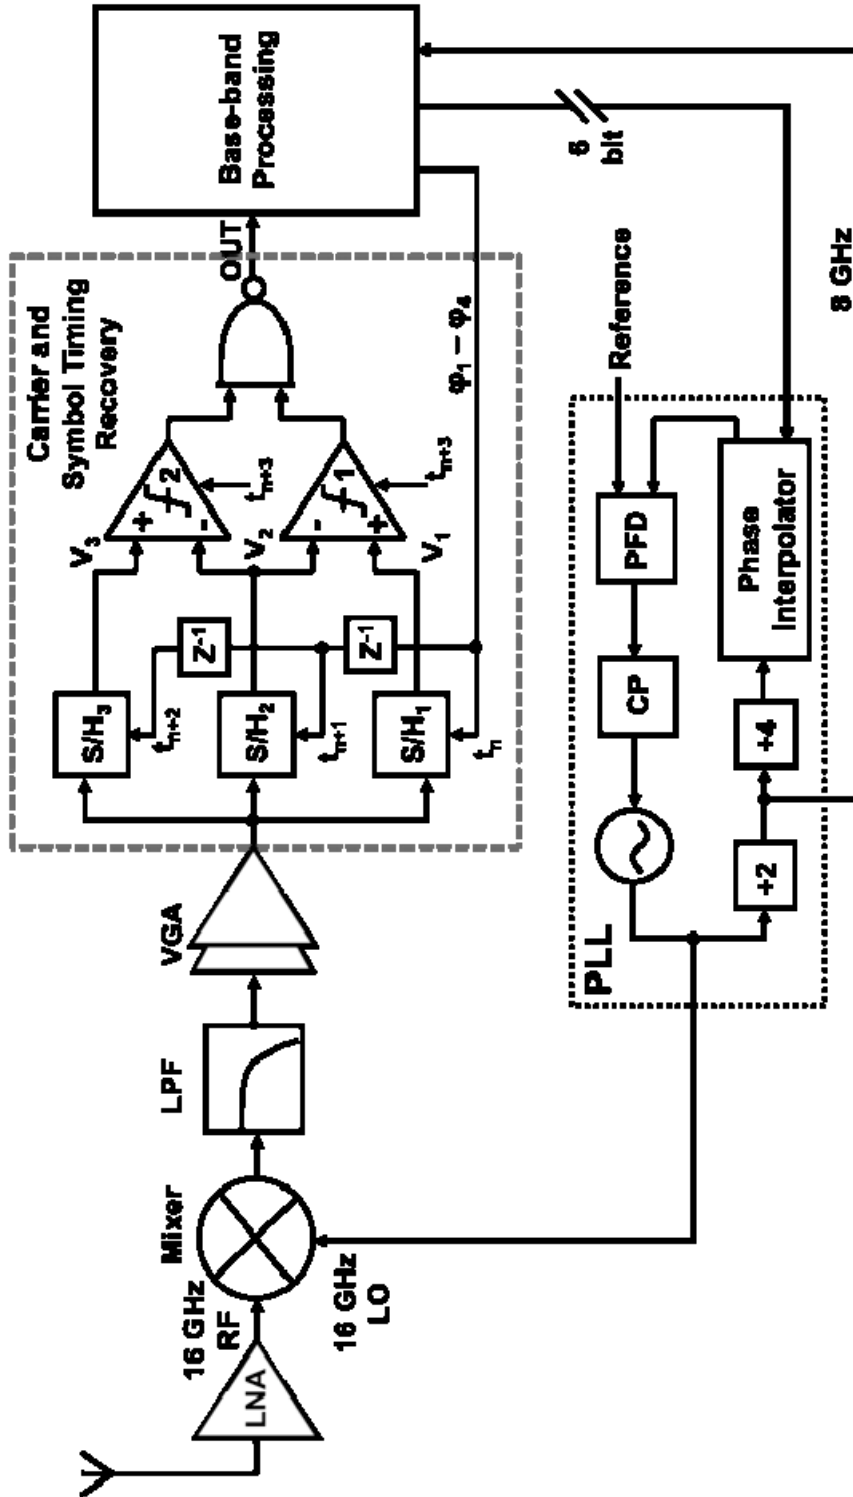 LNA
16 GHz
RF
Mixer
16 GHz
LO
LPF
VGA
Carrier and
Symbol Timing
Recovery
S/H₃
S/H₂
S/H₁
tₙ₊₂
tₙ₊₁
tₙ
Z⁻¹
Z⁻¹
V₃
V₂
V₁
+
2
-
-
1
+
tₙ₊₃
tₙ₊₃
OUT
Base-band
Processing
φ₁ – φ₄
6
bit
PLL
CP
PFD
Reference
÷2
÷4
Phase
Interpolator
8 GHz